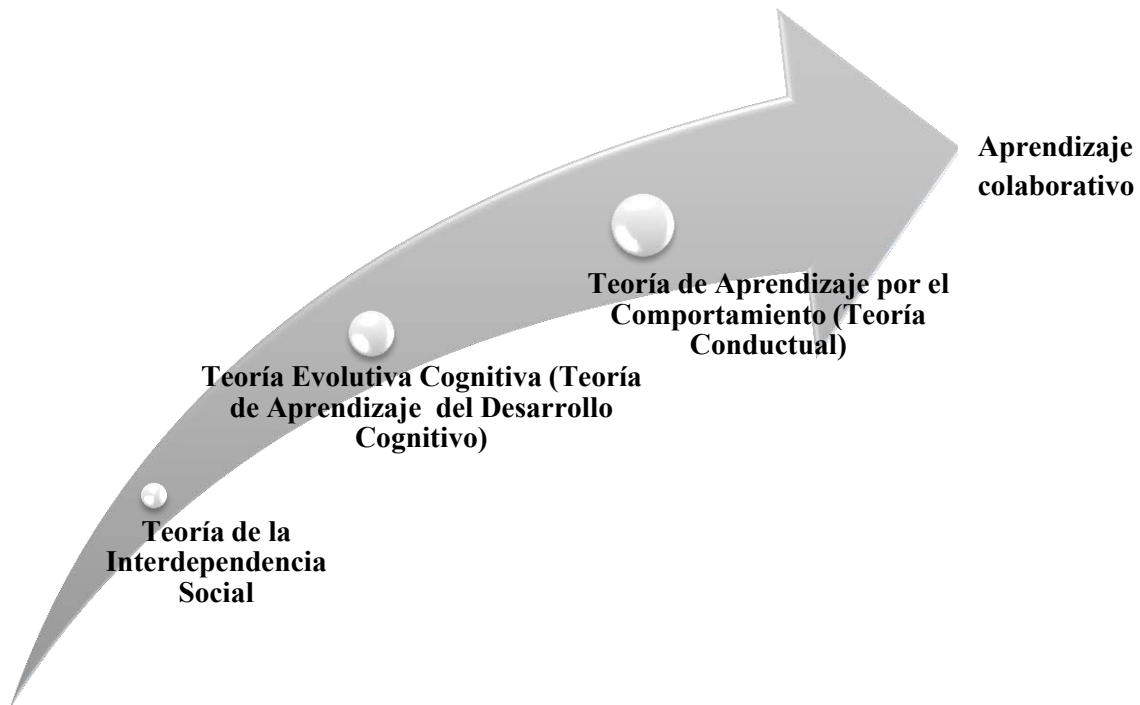 Aprendizaje
colaborativo
Teoría de Aprendizaje por el
Comportamiento (Teoría
Conductual)
Teoría Evolutiva Cognitiva (Teoría
de Aprendizaje del Desarrollo
Cognitivo)
Teoría de la
Interdependencia
Social